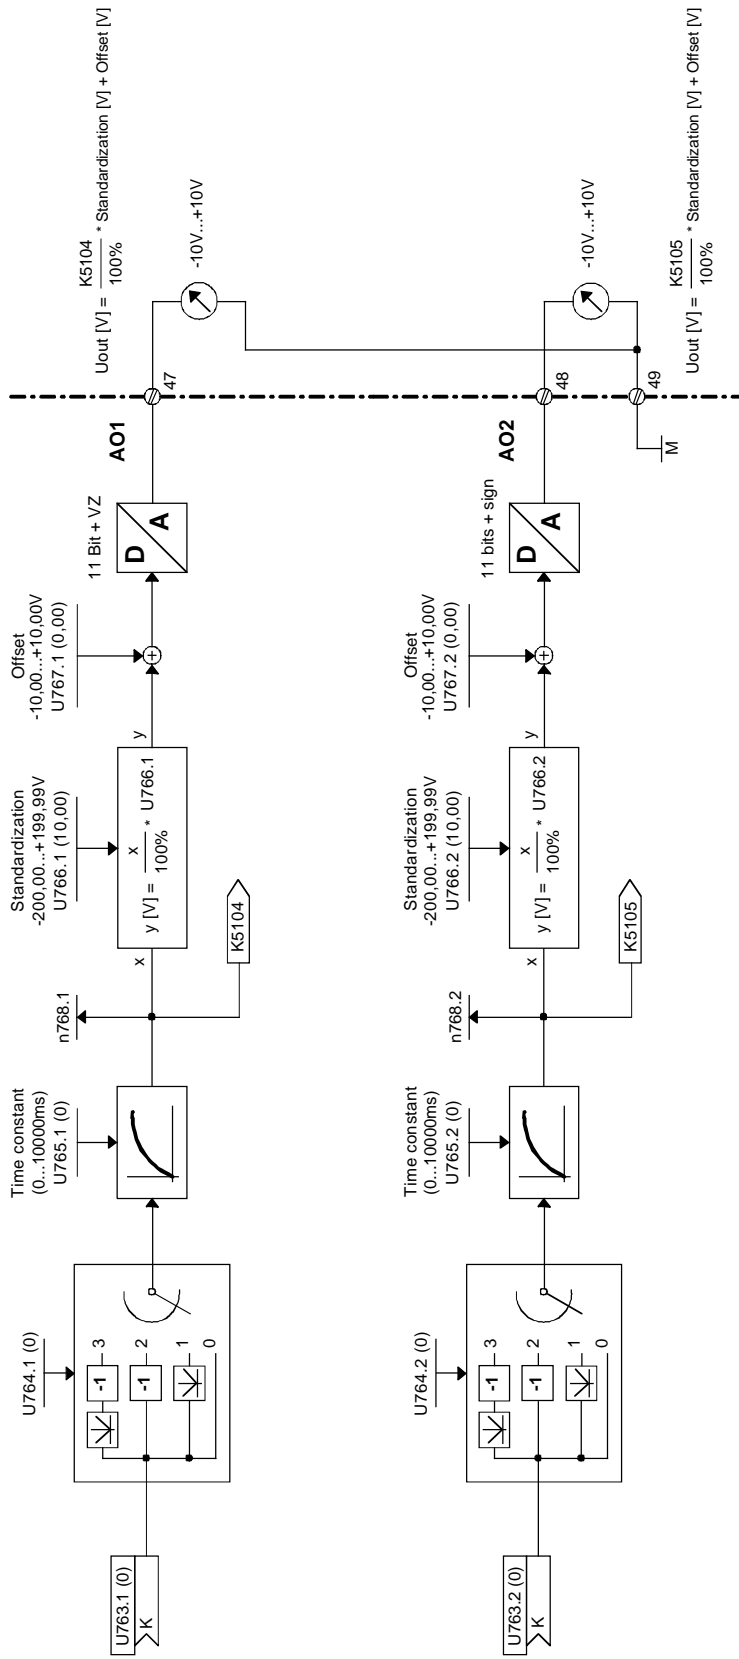 U763.1 (0)
K
U764.1 (0)
-1 3
-1 2
1
0
Time constant
(0...10000ms)
U765.1 (0)
n768.1
K5104
Standardization
-200,00...+199,99V
U766.1 (10,00)
x
y [V] = x / 100% * U766.1
y
Offset
-10,00...+10,00V
U767.1 (0,00)
+
11 Bit + VZ
D
A
AO1
47
-10V...+10V
Uout [V] = K5104 / 100% * Standardization [V] + Offset [V]
U763.2 (0)
K
U764.2 (0)
-1 3
-1 2
1
0
Time constant
(0...10000ms)
U765.2 (0)
n768.2
K5105
Standardization
-200,00...+199,99V
U766.2 (10,00)
x
y [V] = x / 100% * U766.2
y
Offset
-10,00...+10,00V
U767.2 (0,00)
+
11 bits + sign
D
A
AO2
48
49
M
-10V...+10V
Uout [V] = K5105 / 100% * Standardization [V] + Offset [V]